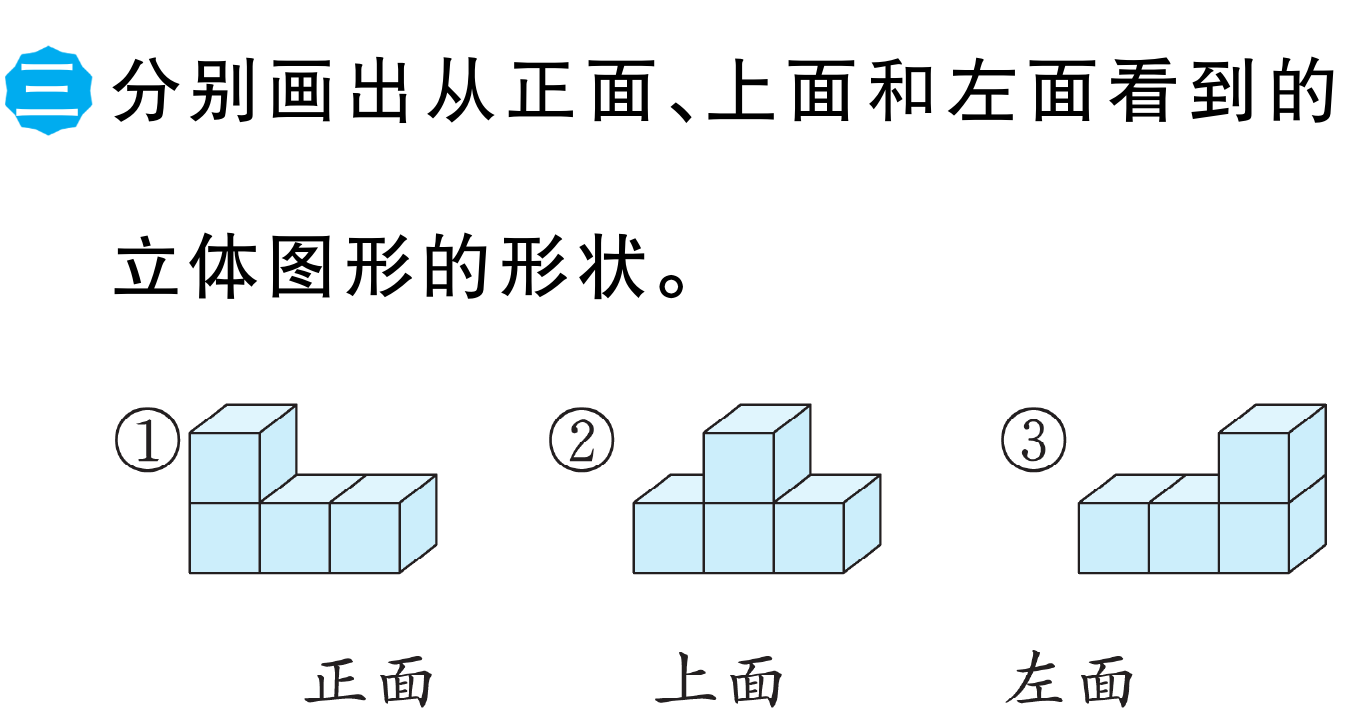 三 分别画出从正面、上面和左面看到的
立体图形的形状。
① ② ③
正面 上面 左面